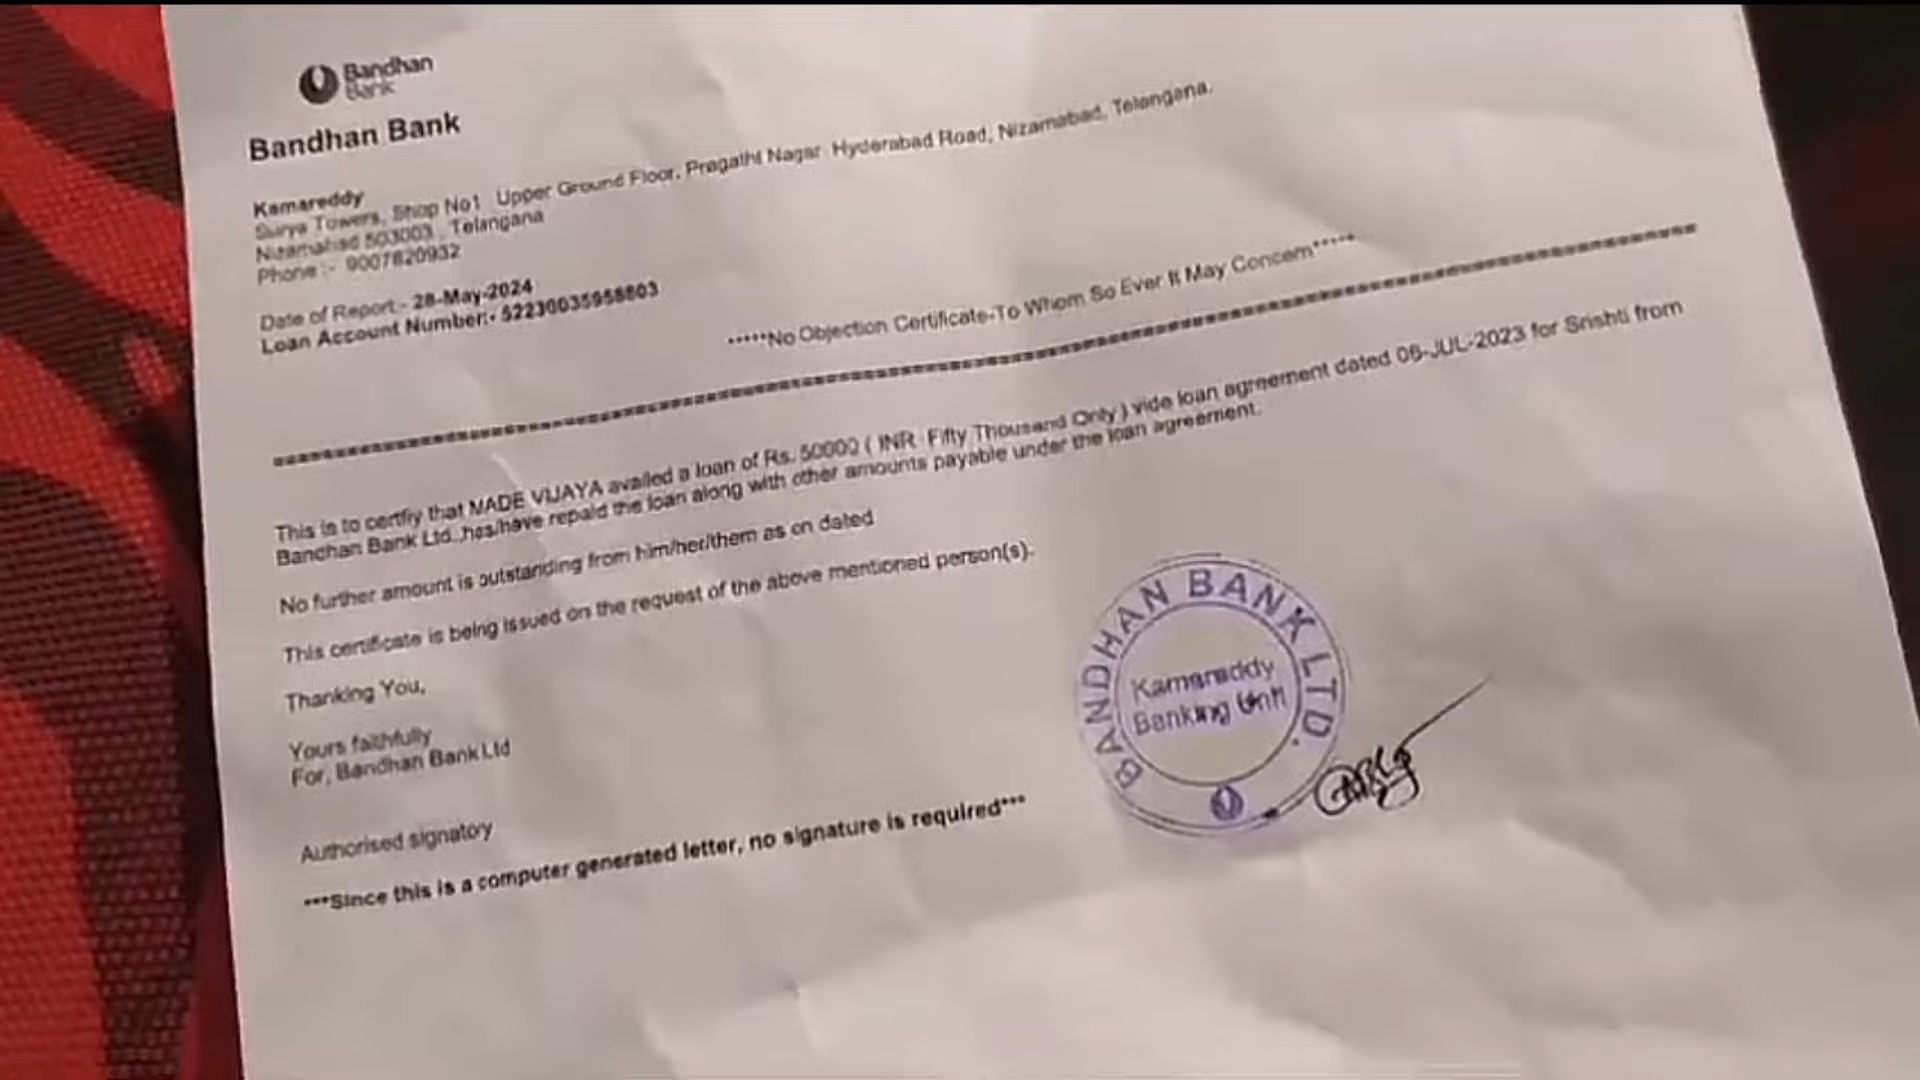 Bandhan
Bank
Bandhan Bank
Kamareddy
Surya Towers, Shop No1 Upper Ground Floor, Pragathi Nagar Hyderabad Road, Nizamabad, Telangana,
Nizamabad 503003 , Telangana
Phone :- 9007820932
Date of Report:- 28-May-2024
Loan Account Number:- 52230035958603
*****No Objection Certificate-To Whom So Ever It May Concern*****
This is to certify that MADE VIJAYA availed a loan of Rs. 50000 ( INR Fifty Thousand Only ) vide loan agreement dated 06-JUL-2023 for Srishti from
Bandhan Bank Ltd.,has/have repaid the loan along with other amounts payable under the loan agreement.
No further amount is outstanding from him/her/them as on dated
This certificate is being issued on the request of the above mentioned person(s).
Thanking You,
Yours faithfully
For, Bandhan Bank Ltd
BANDHAN BANK LTD.
Kamareddy
Banking Unit
Authorised signatory
***Since this is a computer generated letter, no signature is required***